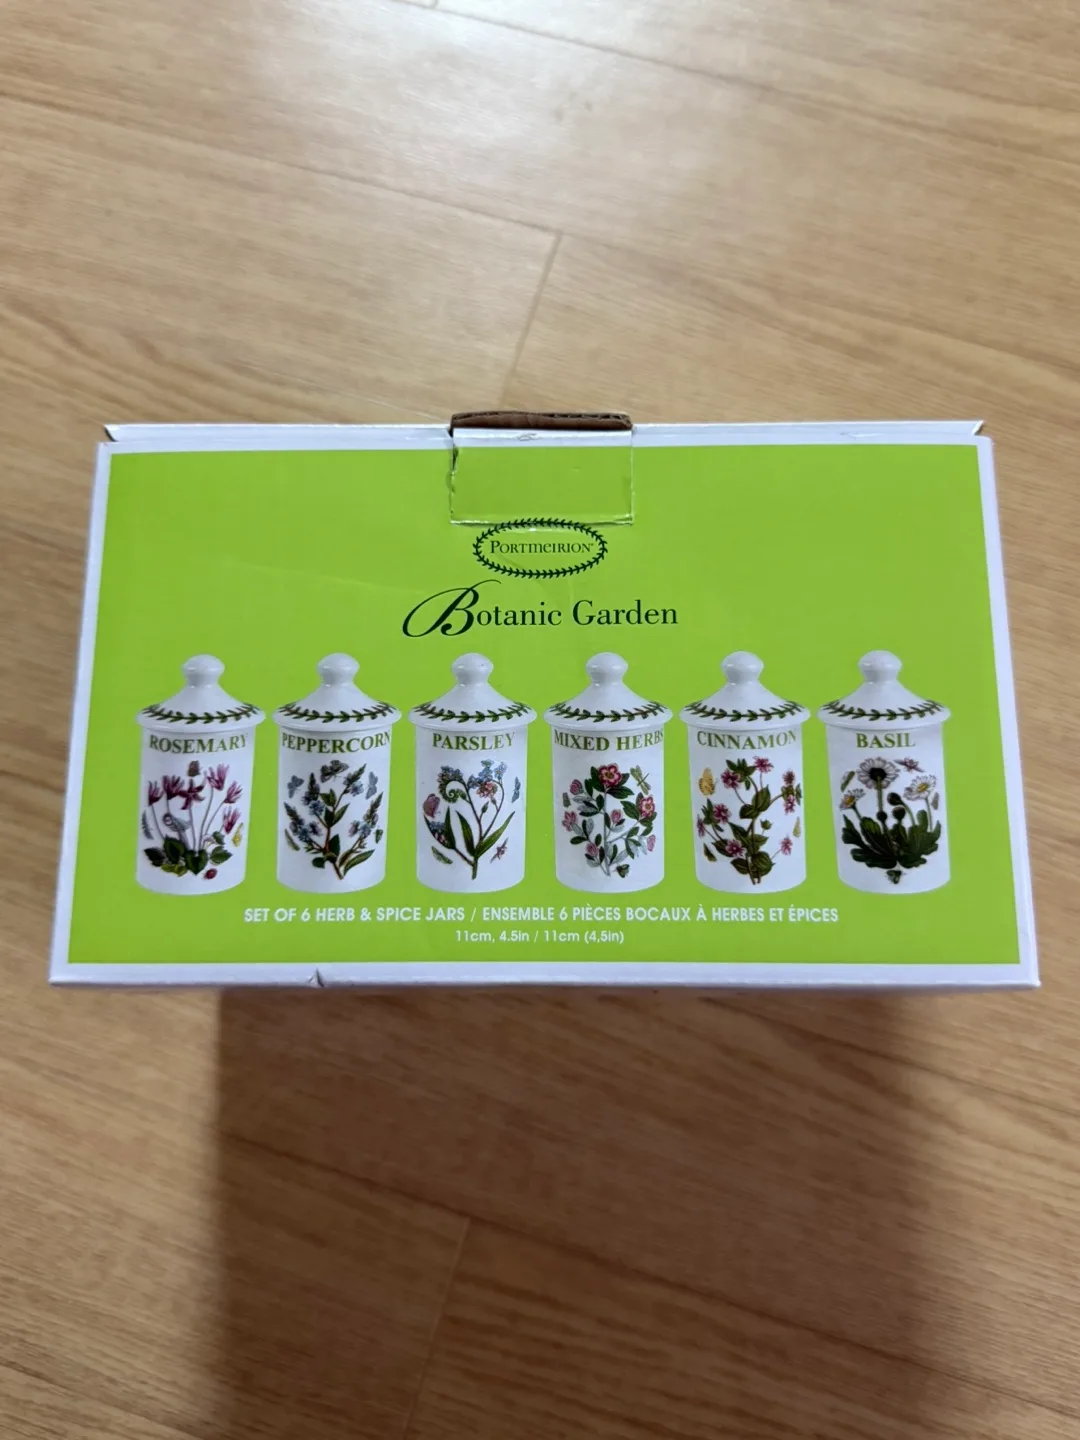 PORTMEIRION®
Botanic Garden
ROSEMARY
PEPPERCORN
PARSLEY
MIXED HERBS
CINNAMON
BASIL
SET OF 6 HERB & SPICE JARS / ENSEMBLE 6 PIÈCES BOCAUX À HERBES ET ÉPICES
11cm, 4.5in / 11cm (4,5in)